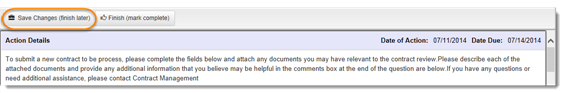 Save Changes (finish later) Finish (mark complete)
Action Details Date of Action: 07/11/2014 Date Due: 07/14/2014
To submit a new contract to be process, please complete the fields below and attach any documents you may have relevant to the contract review.Please describe each of the
attached documents and provide any additional information that you believe may be helpful in the comments box at the end of the question are below.If you have any questions or
need additional assistance, please contact Contract Management